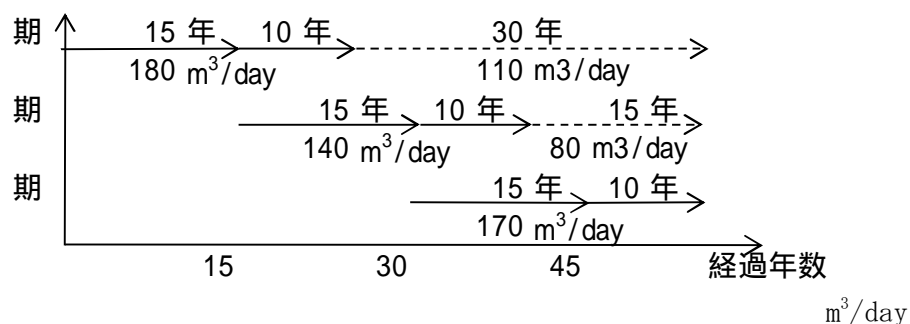 期 15 年 10 年 30 年
180 m³/day 110 m3/day
期 15 年 10 年 15 年
140 m³/day 80 m3/day
期 15 年 10 年
170 m³/day
15 30 45 経過年数
m³/day